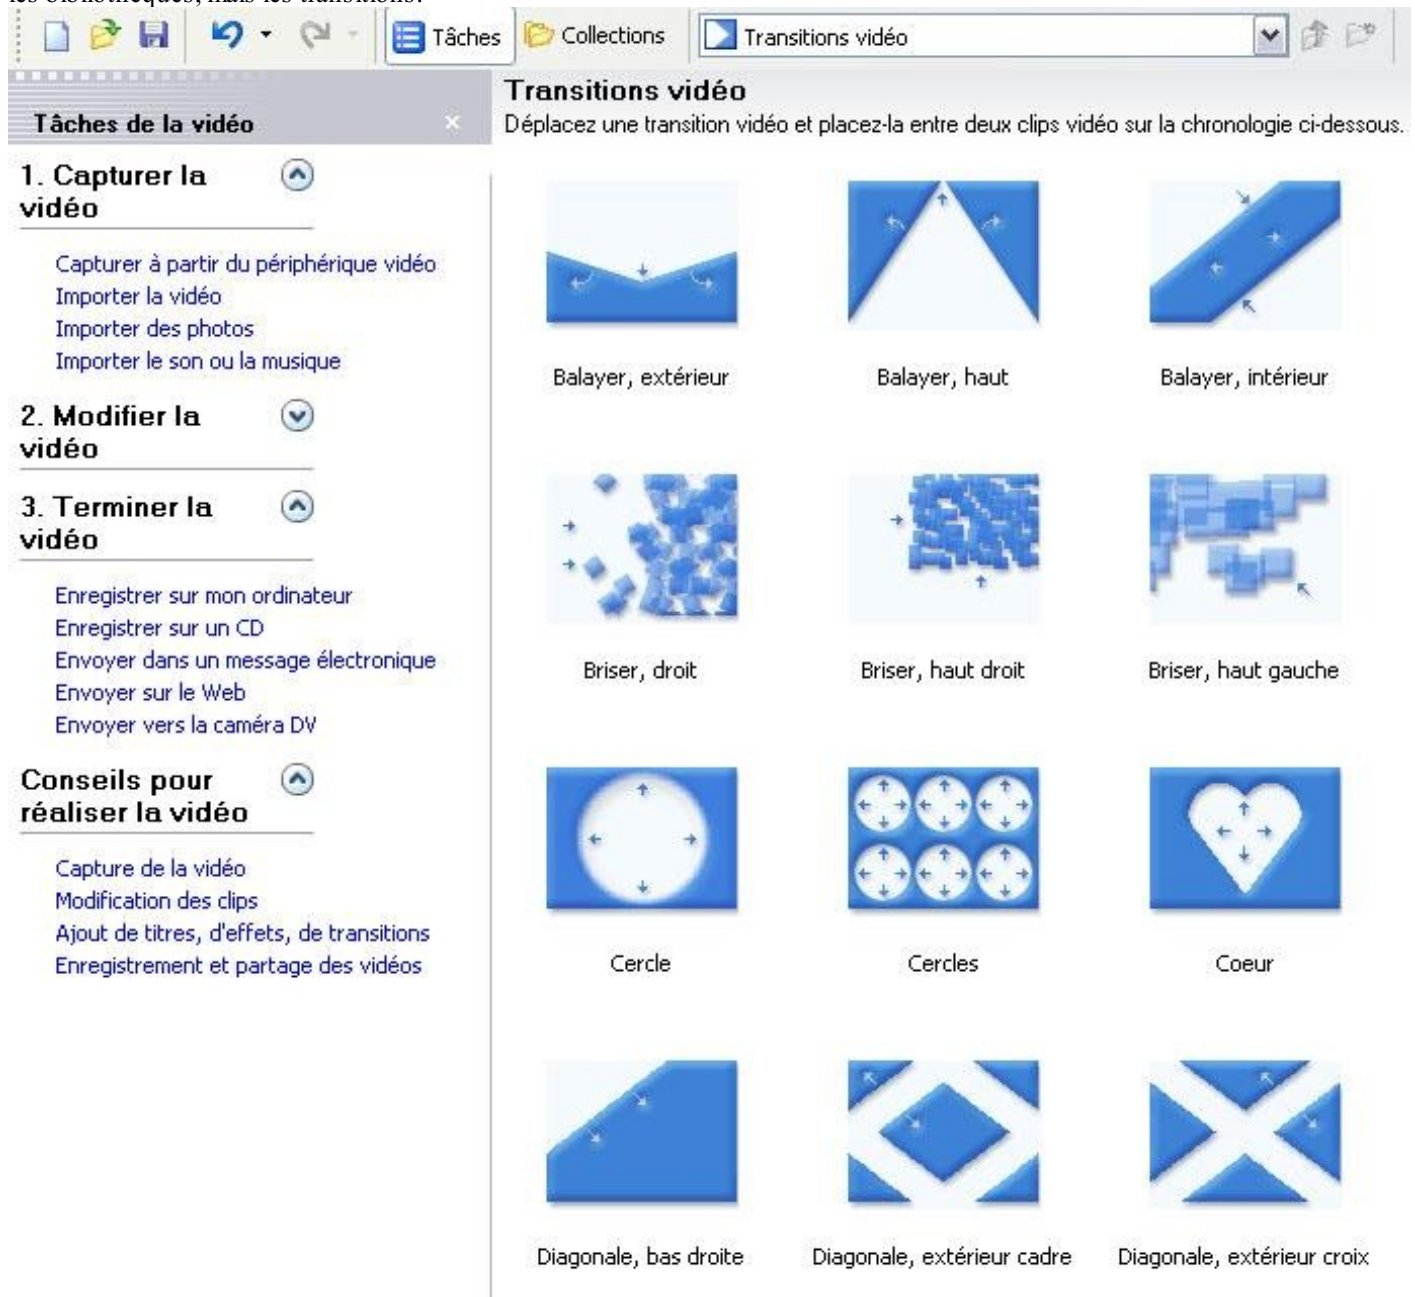 les bibliothèques, mais les transitions.
Tâches
Collections
Transitions vidéo
Tâches de la vidéo
Transitions vidéo
Déplacez une transition vidéo et placez-la entre deux clips vidéo sur la chronologie ci-dessous.
1. Capturer la
vidéo
Capturer à partir du périphérique vidéo
Importer la vidéo
Importer des photos
Importer le son ou la musique
2. Modifier la
vidéo
3. Terminer la
vidéo
Enregistrer sur mon ordinateur
Enregistrer sur un CD
Envoyer dans un message électronique
Envoyer sur le Web
Envoyer vers la caméra DV
Conseils pour
réaliser la vidéo
Capture de la vidéo
Modification des clips
Ajout de titres, d'effets, de transitions
Enregistrement et partage des vidéos
Balayer, extérieur
Balayer, haut
Balayer, intérieur
Briser, droit
Briser, haut droit
Briser, haut gauche
Cercle
Cercles
Coeur
Diagonale, bas droite
Diagonale, extérieur cadre
Diagonale, extérieur croix